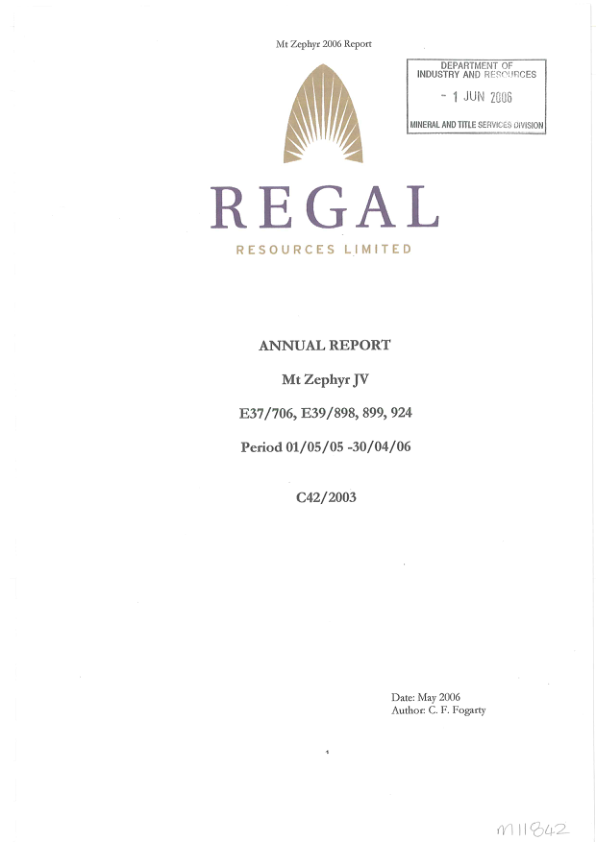 Mt Zephyr 2006 Report
DEPARTMENT OF
INDUSTRY AND RESOURCES
- 1 JUN 2006
MINERAL AND TITLE SERVICES DIVISION
REGAL
RESOURCES LIMITED
ANNUAL REPORT
Mt Zephyr JV
E37/706, E39/898, 899, 924
Period 01/05/05 -30/04/06
C42/2003
Date: May 2006
Author: C. F. Fogarty
1
M11842